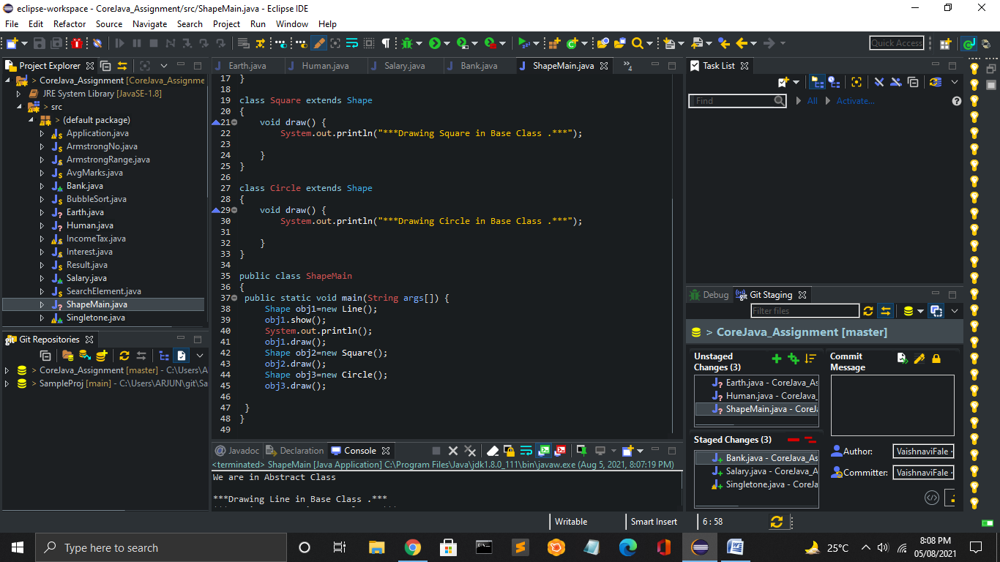 eclipse-workspace - CoreJava_Assignment/src/ShapeMain.java - Eclipse IDE
File Edit Refactor Source Navigate Search Project Run Window Help
Quick Access
Project Explorer
> CoreJava_Assignment [CoreJava_Assignme
JRE System Library [JavaSE-1.8]
> src
> (default package)
Application.java
ArmstrongNo.java
ArmstrongRange.java
AvgMarks.java
Bank.java
BubbleSort.java
Earth.java
Human.java
IncomeTax.java
Interest.java
Result.java
Salary.java
SearchElement.java
ShapeMain.java
Singletone.java
Git Repositories
> CoreJava_Assignment [master] - C:\Users\A
> SampleProj [main] - C:\Users\ARJUN\git\Sa
Earth.java Human.java Salary.java Bank.java ShapeMain.java »4
17 }
18
19 class Square extends Shape
20 {
21 void draw() {
22 System.out.println("***Drawing Square in Base Class .***");
23
24 }
25 }
26
27 class Circle extends Shape
28 {
29 void draw() {
30 System.out.println("***Drawing Circle in Base Class .***");
31
32 }
33 }
34
35 public class ShapeMain
36 {
37 public static void main(String args[]) {
38 Shape obj1=new Line();
39 obj1.show();
40 System.out.println();
41 obj1.draw();
42 Shape obj2=new Square();
43 obj2.draw();
44 Shape obj3=new Circle();
45 obj3.draw();
46
47 }
48 }
49
@ Javadoc Declaration Console
<terminated> ShapeMain [Java Application] C:\Program Files\Java\jdk1.8.0_111\bin\javaw.exe (Aug 5, 2021, 8:07:19 PM)
We are in Abstract Class
***Drawing Line in Base Class .***
Task List
Find All Activate...
Debug Git Staging
Filter files
> CoreJava_Assignment [master]
Unstaged Changes (3)
Earth.java - CoreJava_As
Human.java - CoreJava_
ShapeMain.java - CoreJa
Staged Changes (3)
Bank.java - CoreJava_As
Salary.java - CoreJava_A
Singletone.java - CoreJa
Commit Message
Author: VaishnaviFale
Committer: VaishnaviFale
Writable Smart Insert 6 : 58
Type here to search
25°C
8:08 PM
05/08/2021